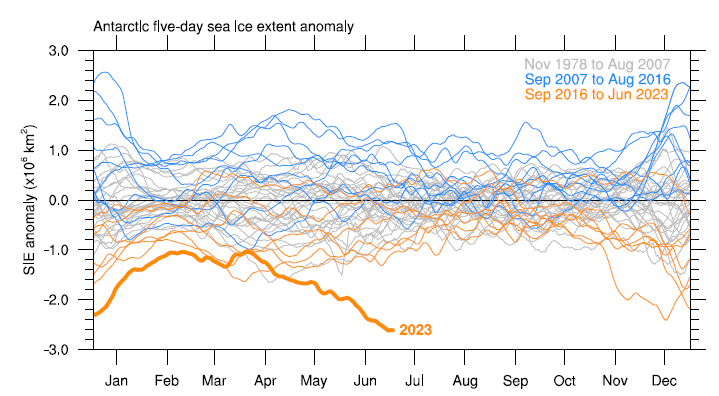 Antarctic five-day sea ice extent anomaly
3.0
2.0
1.0
0.0
-1.0
-2.0
-3.0
SIE anomaly (x10⁶ km²)
Nov 1978 to Aug 2007
Sep 2007 to Aug 2016
Sep 2016 to Jun 2023
2023
Jan Feb Mar Apr May Jun Jul Aug Sep Oct Nov Dec